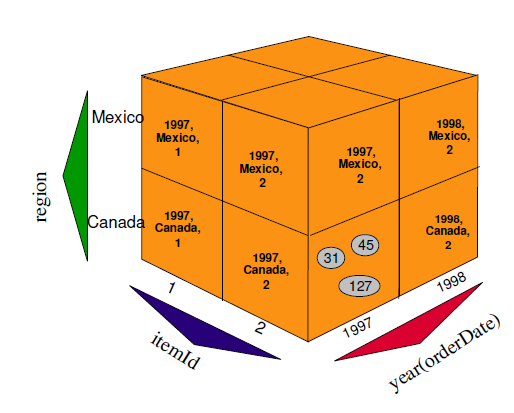 Mexico
1997,
Mexico,
1
1997,
Mexico,
2
1997,
Mexico,
2
1998,
Mexico,
2
region
Canada
1997,
Canada,
1
1997,
Canada,
2
31
45
127
1998,
Canada,
2
1
2
1997
1998
itemId
year(orderDate)